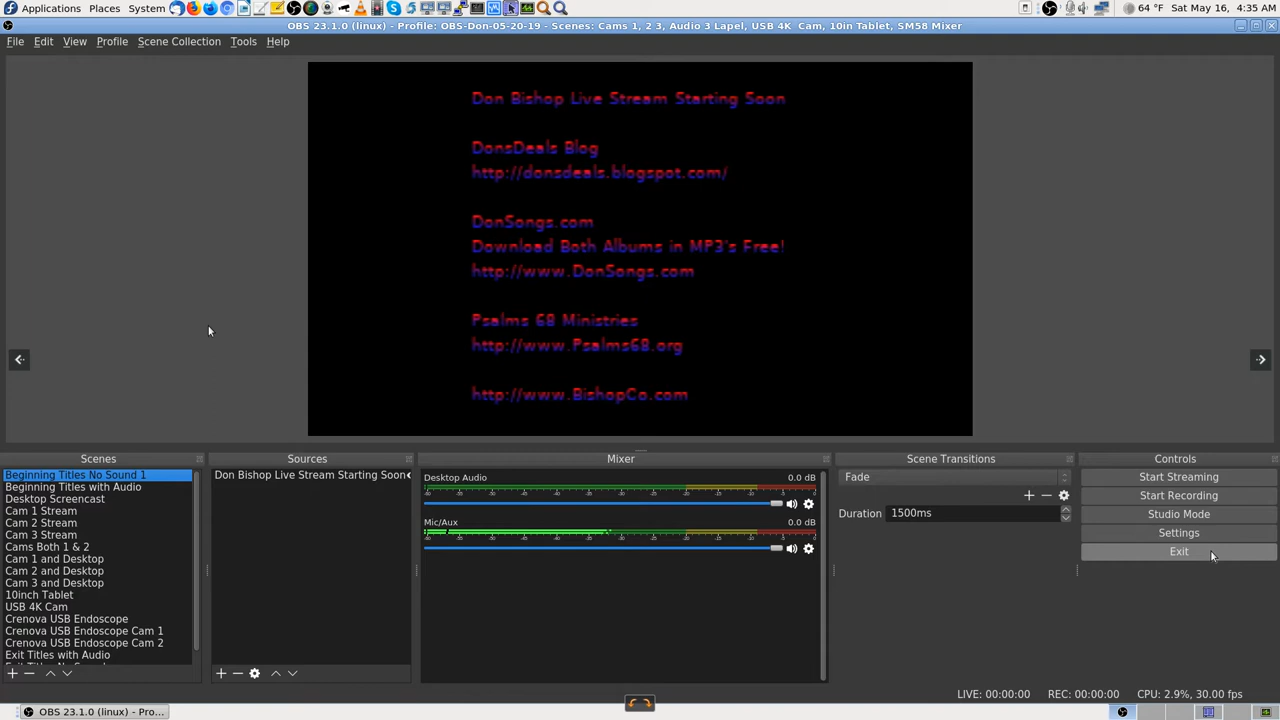 Applications Places System 64 °F Sat May 16, 4:35 AM
OBS 23.1.0 (linux) - Profile: OBS-Don-05-20-19 - Scenes: Cams 1, 2 3, Audio 3 Lapel, USB 4K Cam, 10in Tablet, SM58 Mixer
File Edit View Profile Scene Collection Tools Help
Don Bishop Live Stream Starting Soon
DonsDeals Blog
http://donsdeals.blogspot.com/
DonSongs.com
Download Both Albums in MP3's Free!
http://www.DonSongs.com
Psalms 68 Ministries
http://www.Psalms68.org
http://www.BishopCo.com
Scenes
Beginning Titles No Sound 1
Beginning Titles with Audio
Desktop Screencast
Cam 1 Stream
Cam 2 Stream
Cam 3 Stream
Cams Both 1 & 2
Cam 1 and Desktop
Cam 2 and Desktop
Cam 3 and Desktop
10inch Tablet
USB 4K Cam
Crenova USB Endoscope
Crenova USB Endoscope Cam 1
Crenova USB Endoscope Cam 2
Exit Titles with Audio
Sources
Don Bishop Live Stream Starting Soon
Mixer
Desktop Audio 0.0 dB
Mic/Aux 0.0 dB
Scene Transitions
Fade
Duration 1500ms
Controls
Start Streaming
Start Recording
Studio Mode
Settings
Exit
LIVE: 00:00:00 REC: 00:00:00 CPU: 2.9%, 30.00 fps
OBS 23.1.0 (linux) - Pro...